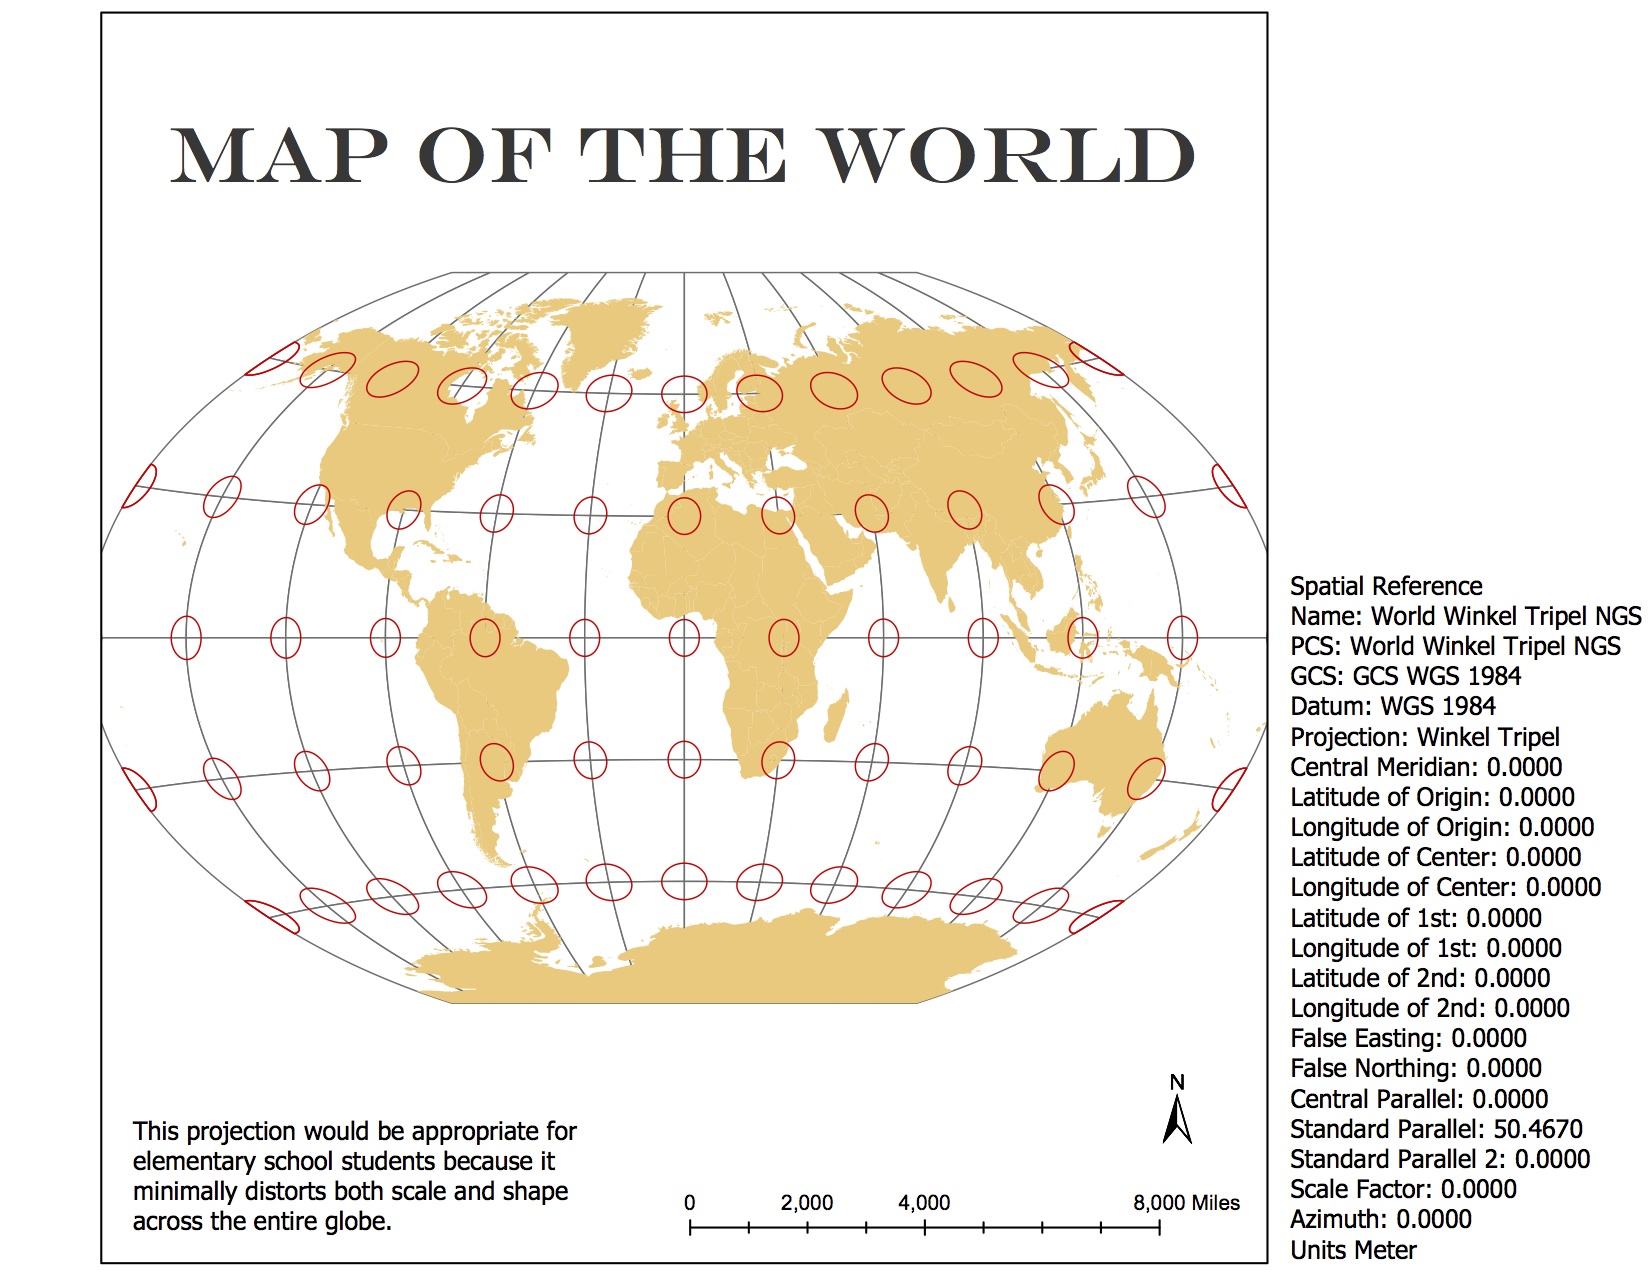 MAP OF THE WORLD
Spatial Reference
Name: World Winkel Tripel NGS
PCS: World Winkel Tripel NGS
GCS: GCS WGS 1984
Datum: WGS 1984
Projection: Winkel Tripel
Central Meridian: 0.0000
Latitude of Origin: 0.0000
Longitude of Origin: 0.0000
Latitude of Center: 0.0000
Longitude of Center: 0.0000
Latitude of 1st: 0.0000
Longitude of 1st: 0.0000
Latitude of 2nd: 0.0000
Longitude of 2nd: 0.0000
False Easting: 0.0000
False Northing: 0.0000
Central Parallel: 0.0000
Standard Parallel: 50.4670
Standard Parallel 2: 0.0000
Scale Factor: 0.0000
Azimuth: 0.0000
Units Meter
N
This projection would be appropriate for
elementary school students because it
minimally distorts both scale and shape
across the entire globe.
0 2,000 4,000 8,000 Miles